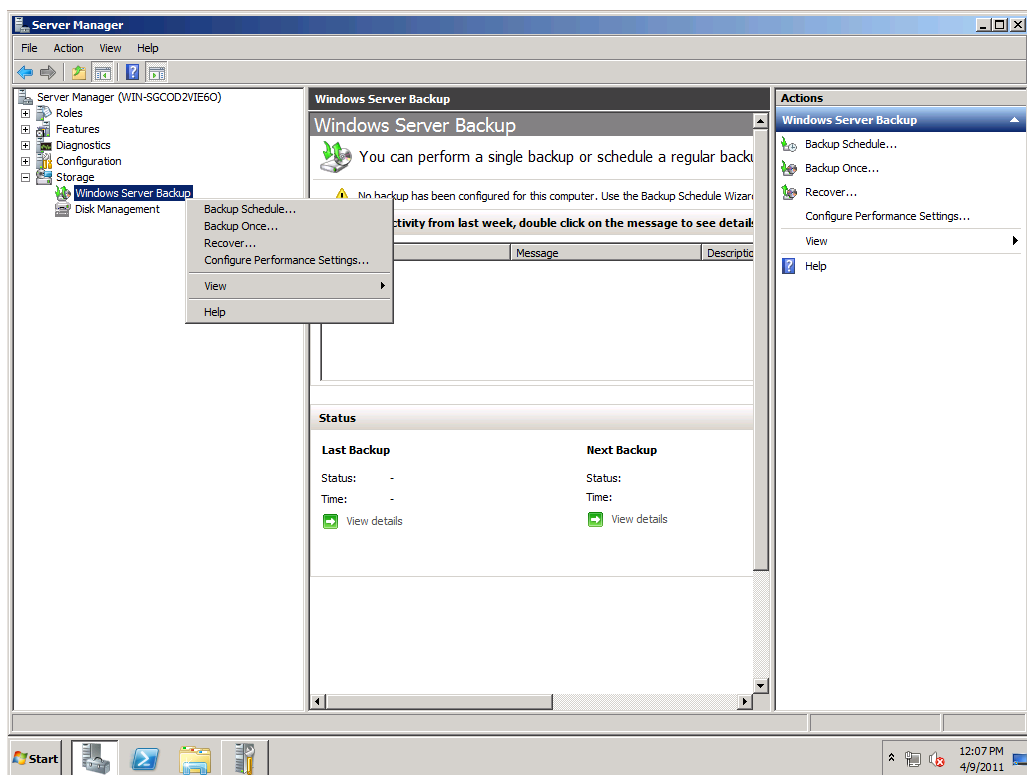 Server Manager
File Action View Help
Server Manager (WIN-SGCOD2VIE6O)
Roles
Features
Diagnostics
Configuration
Storage
Windows Server Backup
Disk Management
Backup Schedule...
Backup Once...
Recover...
Configure Performance Settings...
View
Help
Windows Server Backup
Windows Server Backup
You can perform a single backup or schedule a regular backu
No backup has been configured for this computer. Use the Backup Schedule Wizar
ctivity from last week, double click on the message to see details
Message Descriptio
Status
Last Backup Next Backup
Status: - Status:
Time: - Time:
View details View details
Actions
Windows Server Backup
Backup Schedule...
Backup Once...
Recover...
Configure Performance Settings...
View
Help
Start
12:07 PM
4/9/2011